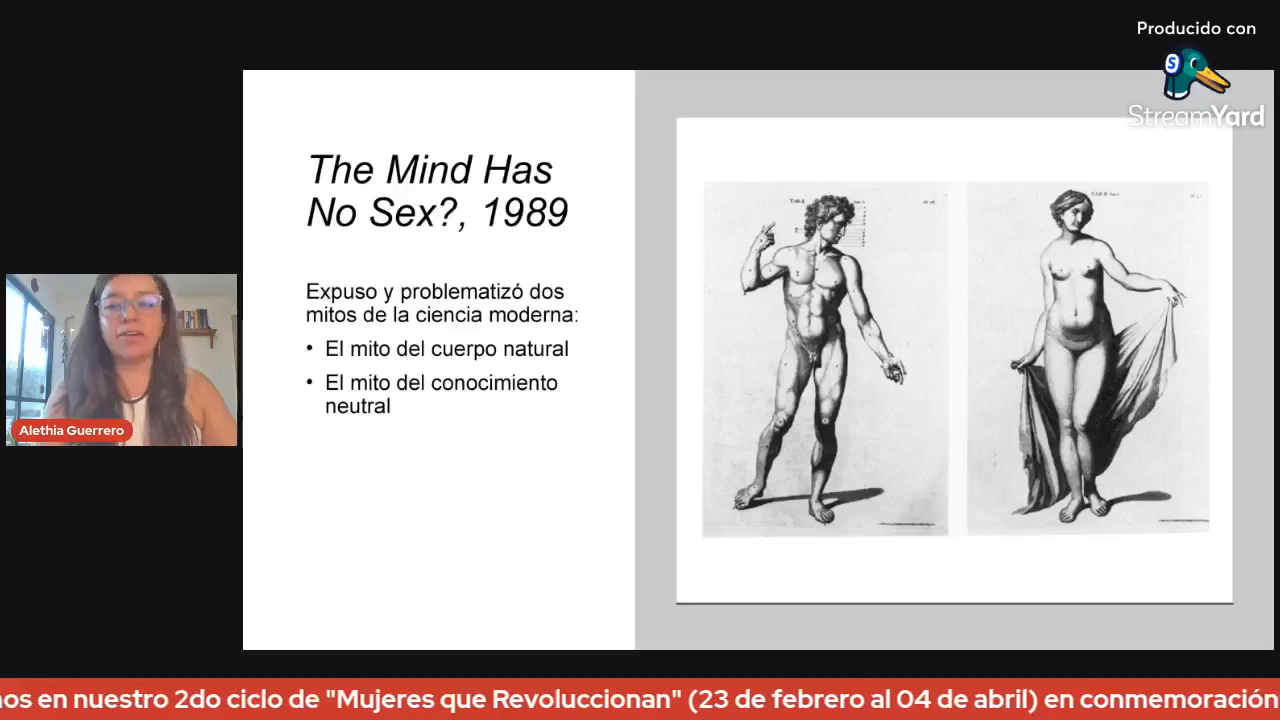 Producido con
StreamYard
The Mind Has
No Sex?, 1989
Expuso y problematizó dos
mitos de la ciencia moderna:
• El mito del cuerpo natural
• El mito del conocimiento
neutral
Alethia Guerrero
nos en nuestro 2do ciclo de "Mujeres que Revoluccionan" (23 de febrero al 04 de abril) en conmemoración